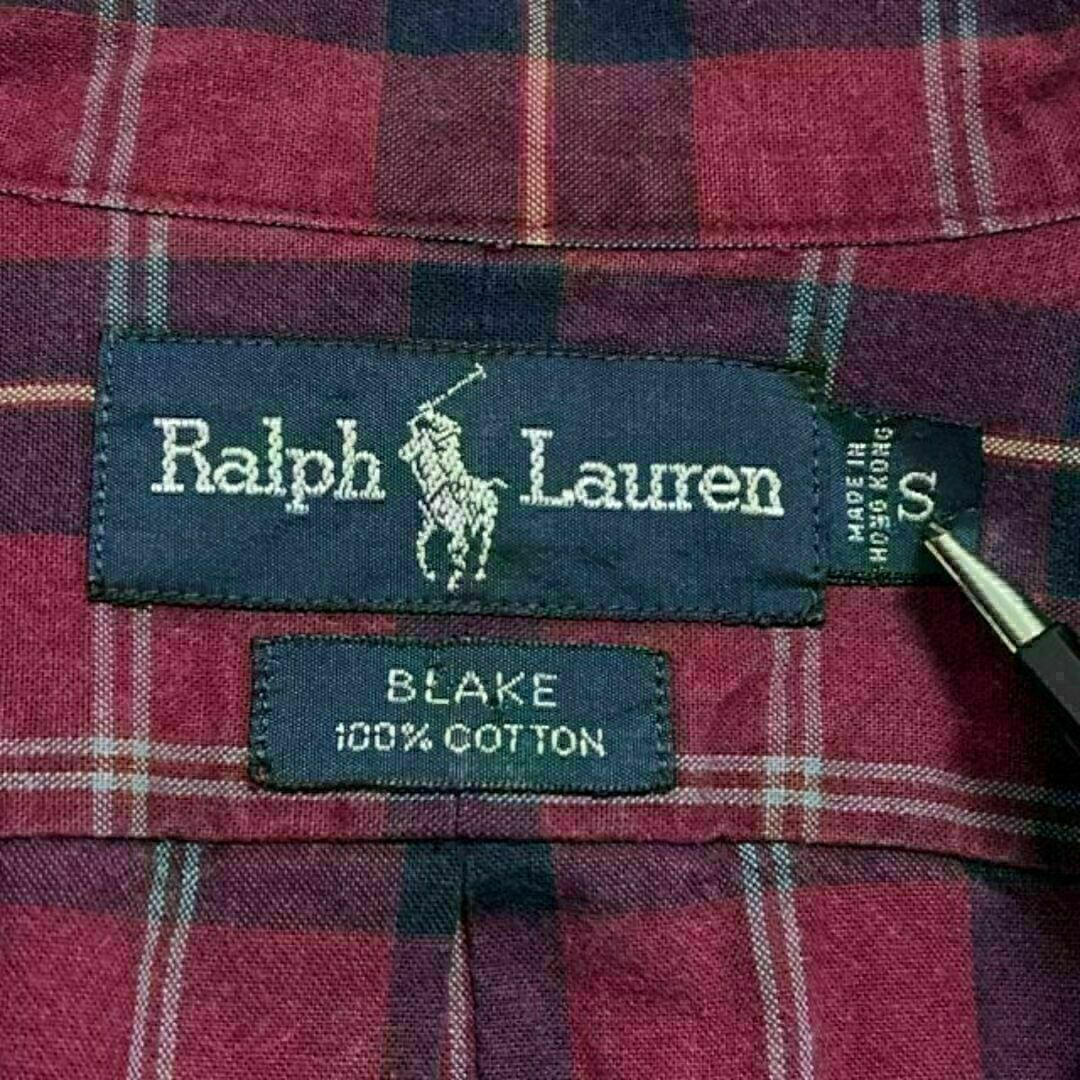 Ralph Lauren
MADE IN
HONG KONG
S
BLAKE
100% COTTON